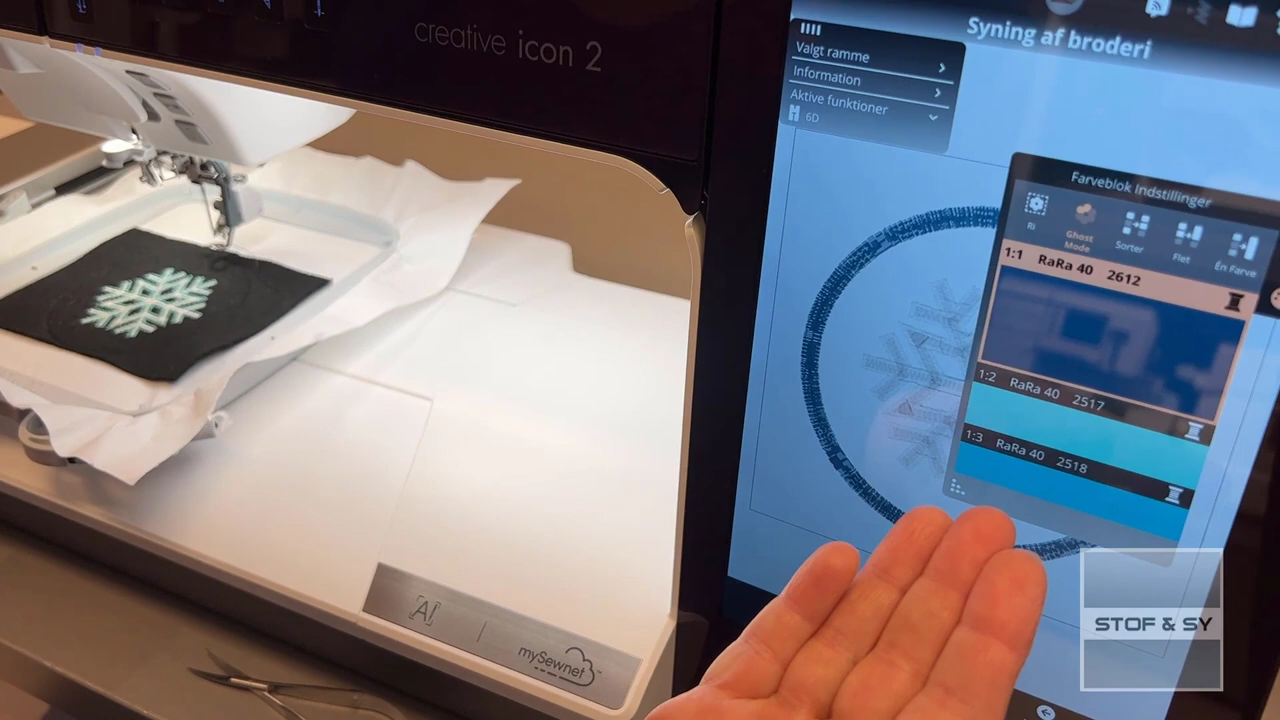 creative icon 2
Syning af broderi
Valgt ramme
Information
Aktive funktioner
6D
Farveblok Indstillinger
Ri
Ghost
Mode
Sorter
Flet
Én Farve
1:1 RaRa 40 2612
1:2 RaRa 40 2517
1:3 RaRa 40 2518
AI
mySewnet
STOF & SY